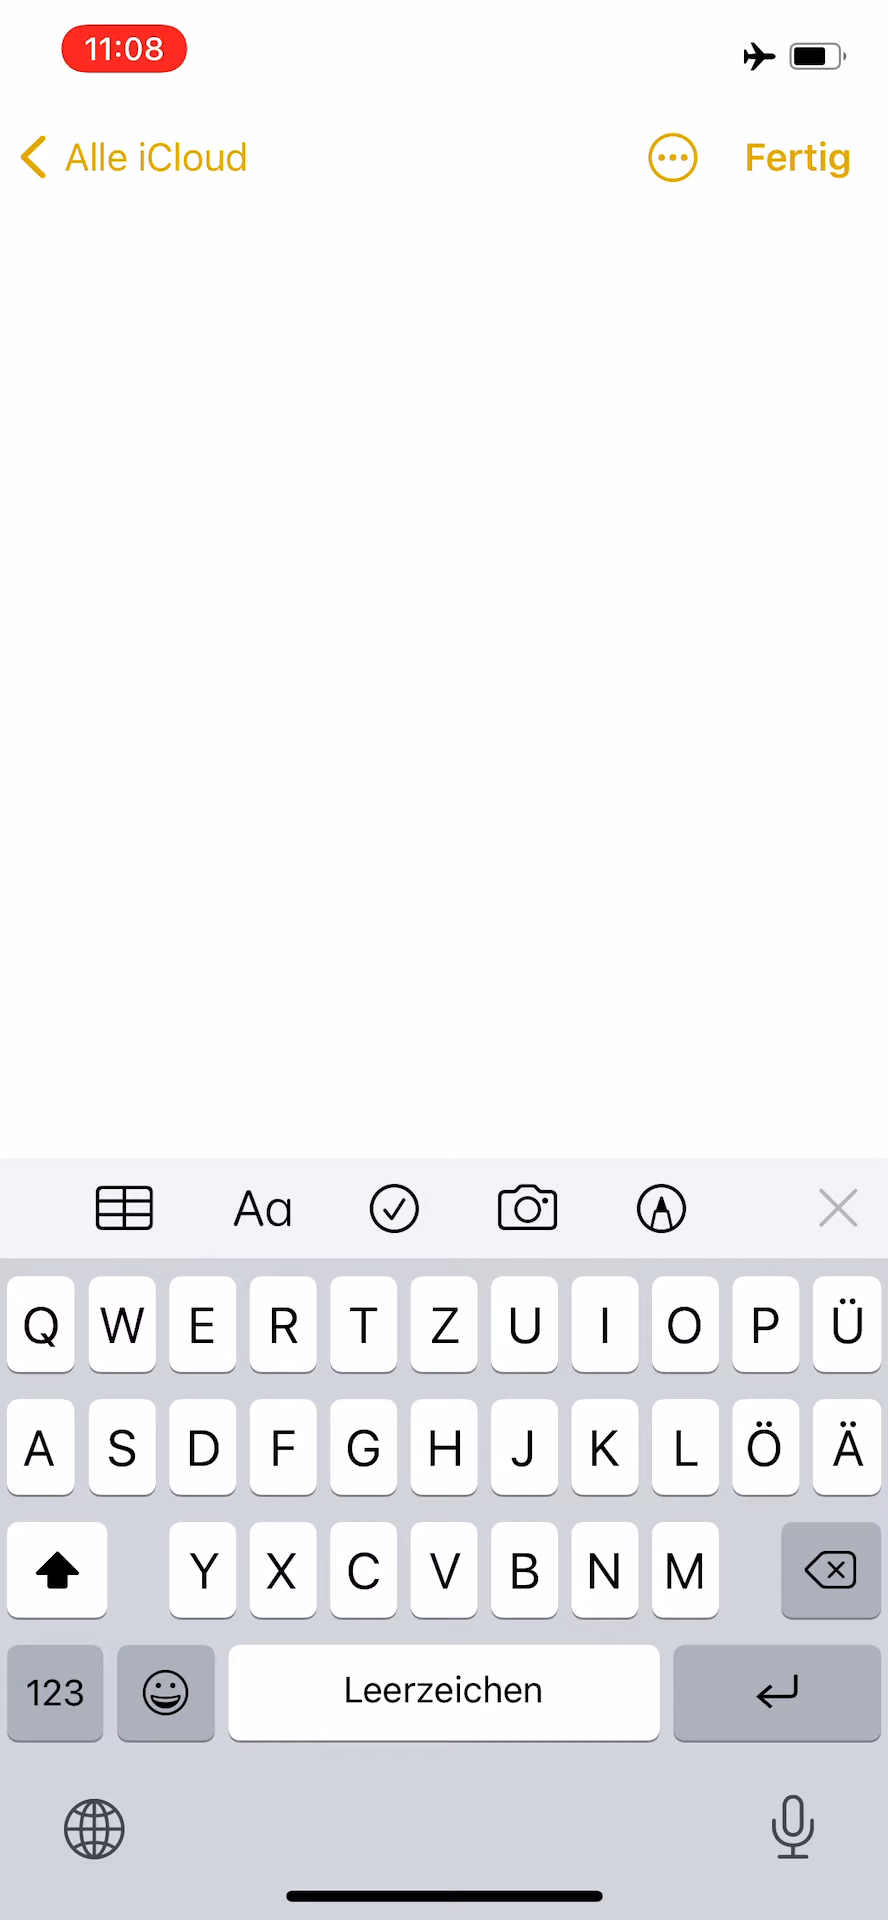 11:08
Alle iCloud
Fertig
Aa
Q W E R T Z U I O P Ü
A S D F G H J K L Ö Ä
Y X C V B N M
123 Leerzeichen